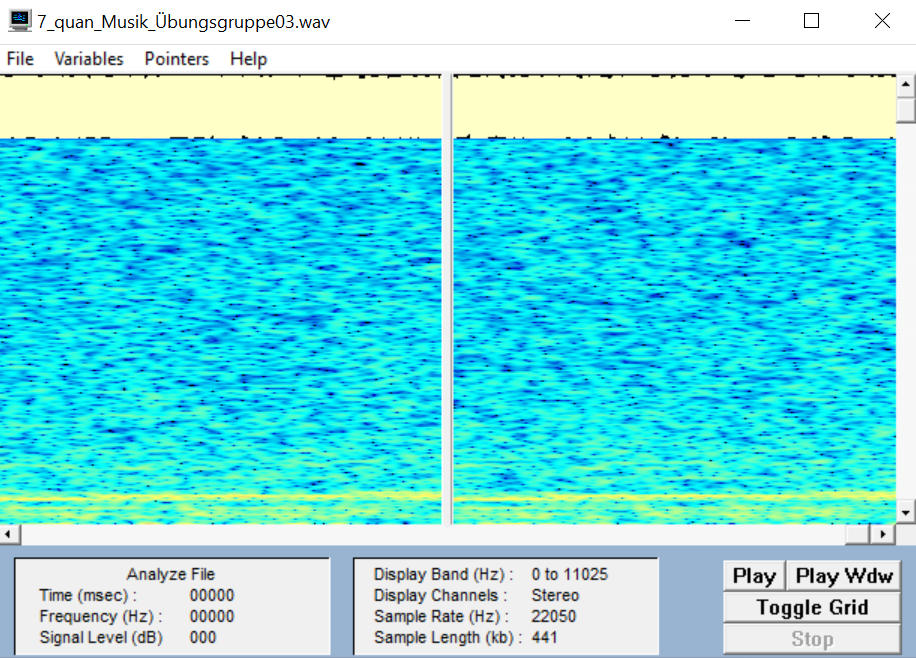 7_quan_Musik_Übungsgruppe03.wav
File Variables Pointers Help
Analyze File
Time (msec) : 00000
Frequency (Hz) : 00000
Signal Level (dB) 000
Display Band (Hz) : 0 to 11025
Display Channels : Stereo
Sample Rate (Hz) : 22050
Sample Length (kb) : 441
Play Play Wdw
Toggle Grid
Stop